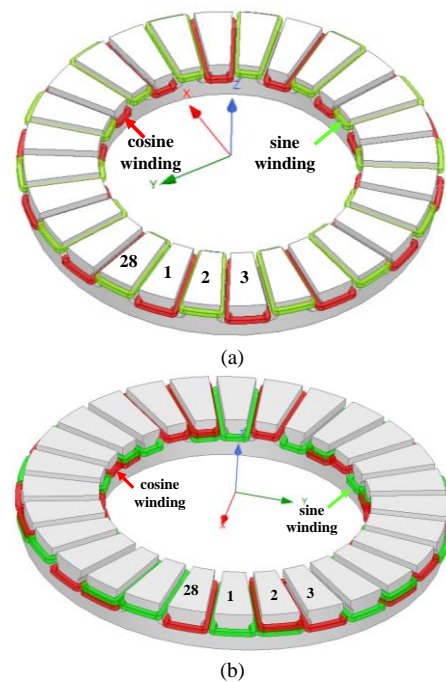 Z
X
cosine
winding
sine
winding
Y
28
1
2
3
(a)
Y
X
cosine
winding
sine
winding
28
1
2
3
(b)